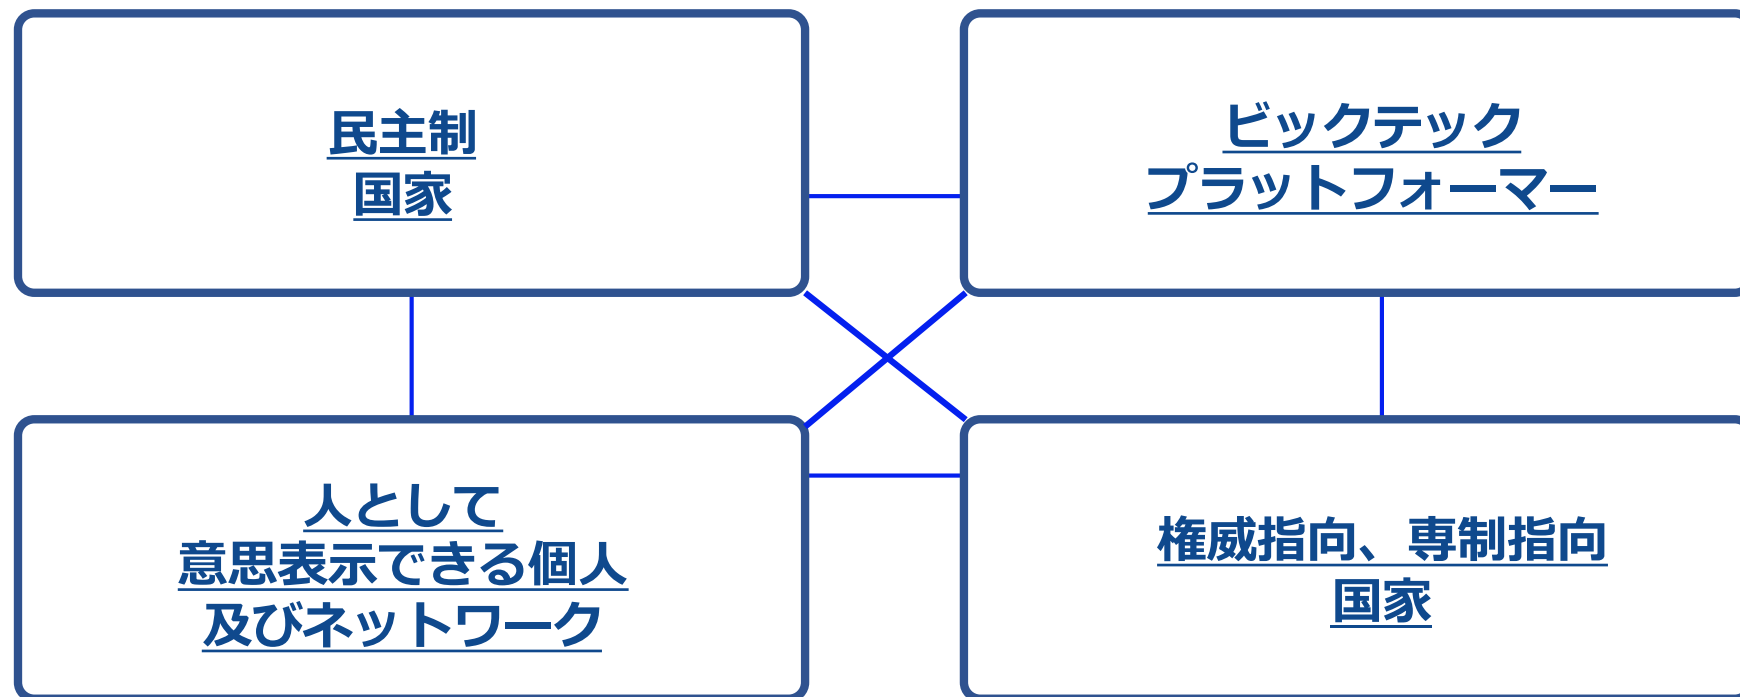 民主制
国家
ビックテック
プラットフォーマー
人として
意思表示できる個人
及びネットワーク
権威指向、専制指向
国家